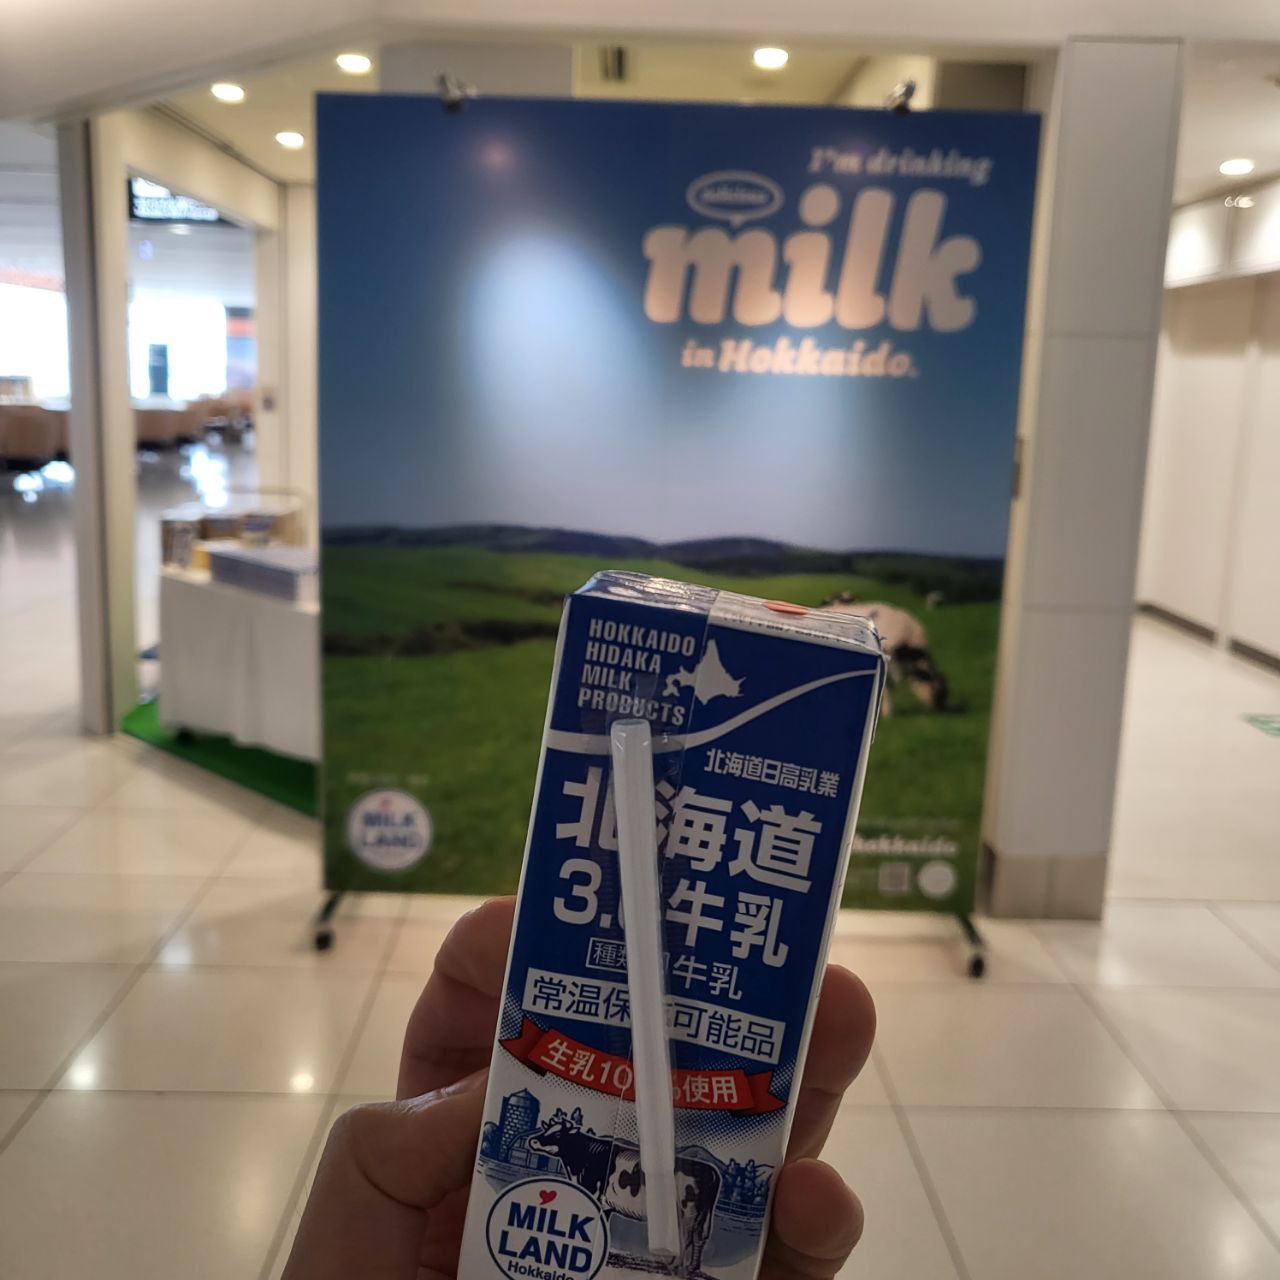 I'm drinking
delicious
milk
in Hokkaido.
HOKKAIDO
HIDAKA
MILK
PRODUCTS
北海道日高乳業
北海道
牛乳
牛乳
常温保 可能品
生乳10 %使用
MILK
LAND
Hokkaido
MILK
LAND
Hokkaido